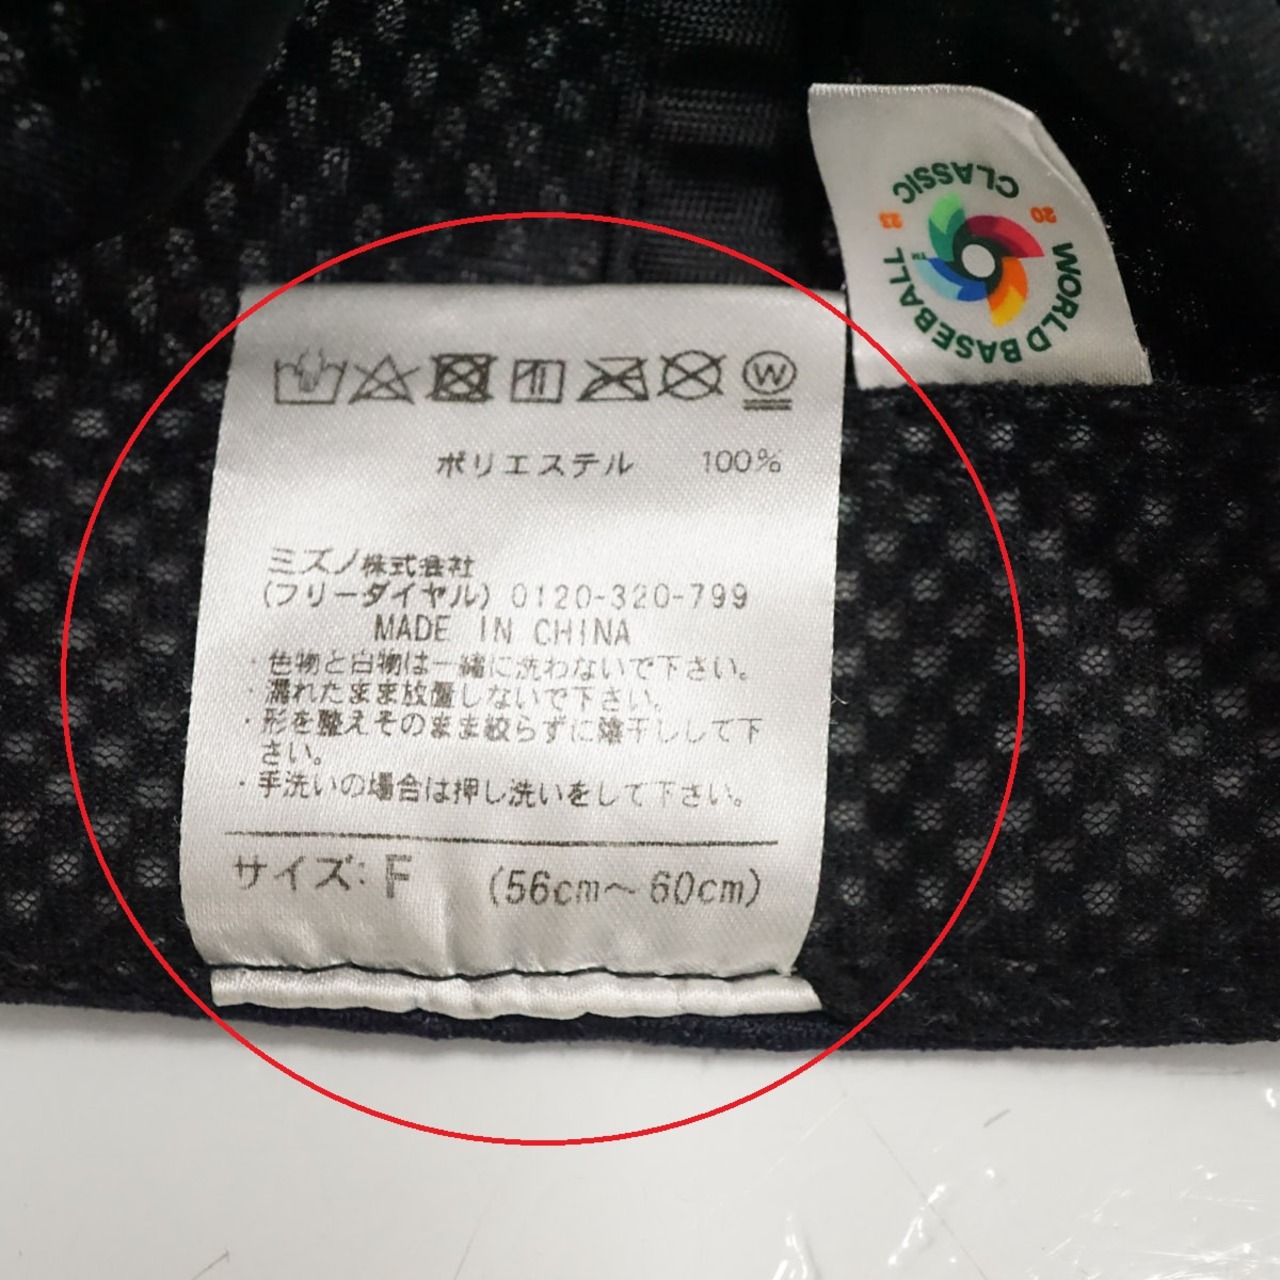 WORLD BASEBALL CLASSIC
20 23
TM
W
ポリエステル 100%
ミズノ株式会社
(フリーダイヤル) 0120-320-799
MADE IN CHINA
・色物と白物は一緒に洗わないで下さい。
・濡れたまま放置しないで下さい。
・形を整えそのまま絞らずに陰干しして下
さい。
・手洗いの場合は押し洗いをして下さい。
サイズ: F (56cm～60cm)